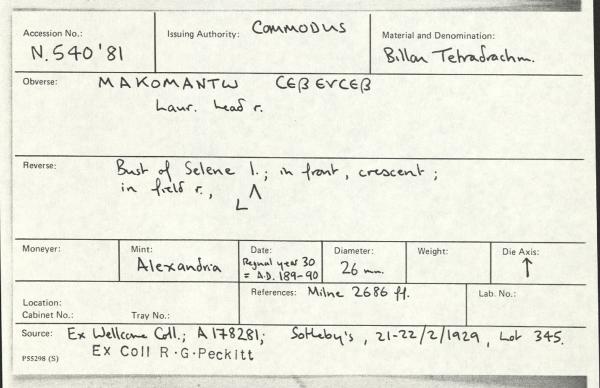 Accession No.: Issuing Authority: COMMODUS Material and Denomination:
N.540'81 Billon Tetradrachm.
Obverse: MAKOMANTW CЄβЄVCЄβ
Laur. head r.
Reverse: Bust of Selene l.; in front, crescent;
in field r., L Λ
Moneyer: Mint: Date: Diameter: Weight: Die Axis:
Alexandria Regnal year 30 26 mm. ↑
= A.D. 189-90
Location: References: Milne 2686 ff. Lab. No.:
Cabinet No.: Tray No.:
Source: Ex Wellcome Coll.; A178281; Sotheby's, 21-22/2/1929, Lot 345.
PS5298 (S) Ex Coll R.G.Peckitt